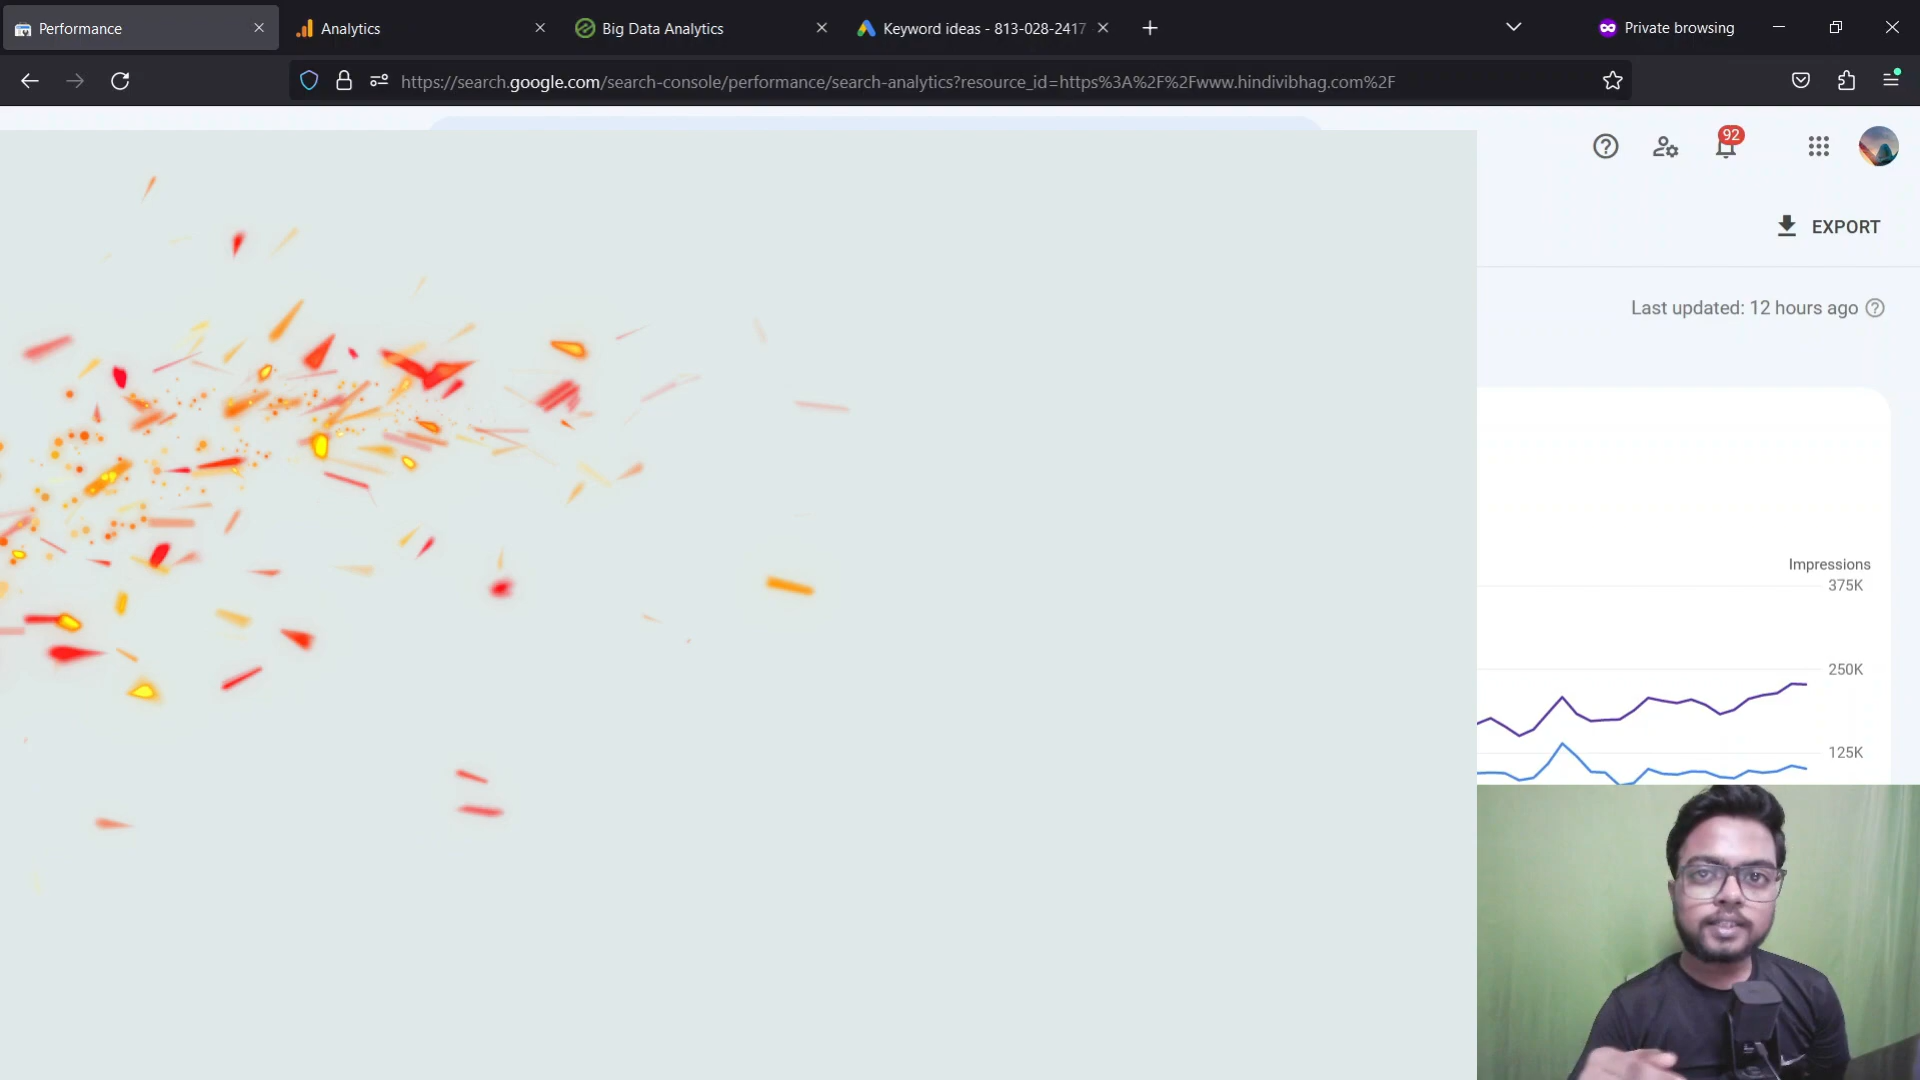 Performance
Analytics
Big Data Analytics
Keyword ideas - 813-028-2417
Private browsing
https://search.google.com/search-console/performance/search-analytics?resource_id=https%3A%2F%2Fwww.hindivibhag.com%2F
92
EXPORT
Last updated: 12 hours ago
Impressions
375K
250K
125K